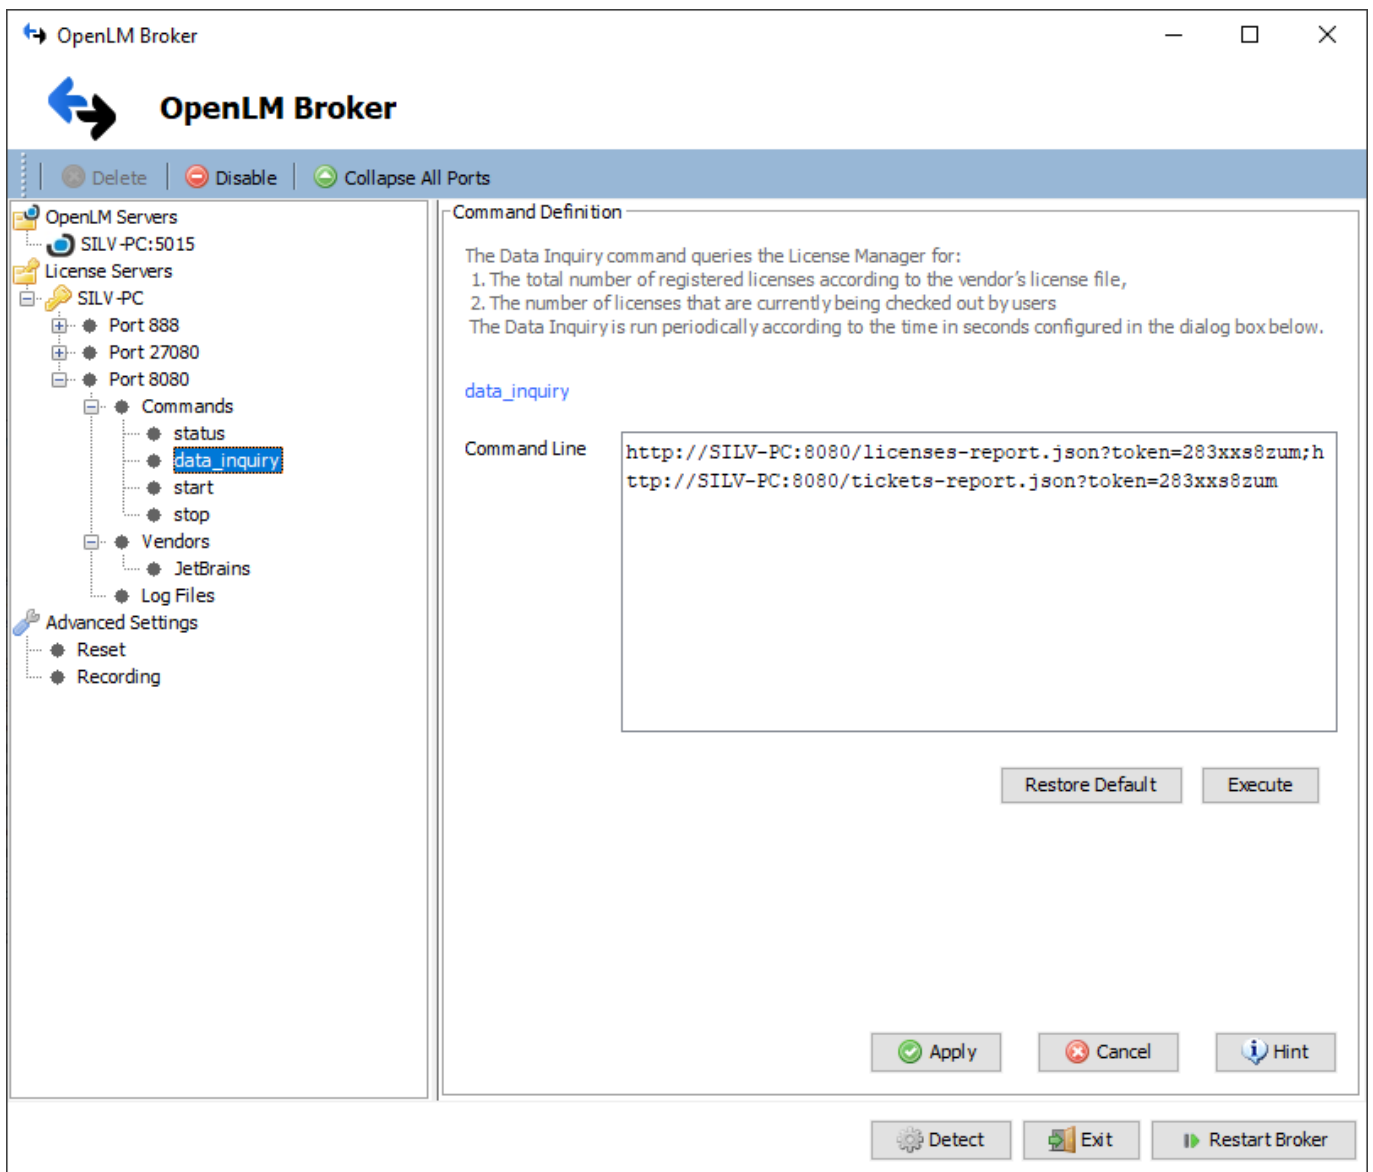 OpenLM Broker
OpenLM Broker
Delete
Disable
Collapse All Ports
OpenLM Servers
SILV-PC:5015
License Servers
SILV-PC
Port 888
Port 27080
Port 8080
Commands
status
data_inquiry
start
stop
Vendors
JetBrains
Log Files
Advanced Settings
Reset
Recording
Command Definition
The Data Inquiry command queries the License Manager for:
1. The total number of registered licenses according to the vendor's license file,
2. The number of licenses that are currently being checked out by users
The Data Inquiry is run periodically according to the time in seconds configured in the dialog box below.
data_inquiry
Command Line
http://SILV-PC:8080/licenses-report.json?token=283xxs8zum;h
ttp://SILV-PC:8080/tickets-report.json?token=283xxs8zum
Restore Default
Execute
Apply
Cancel
Hint
Detect
Exit
Restart Broker